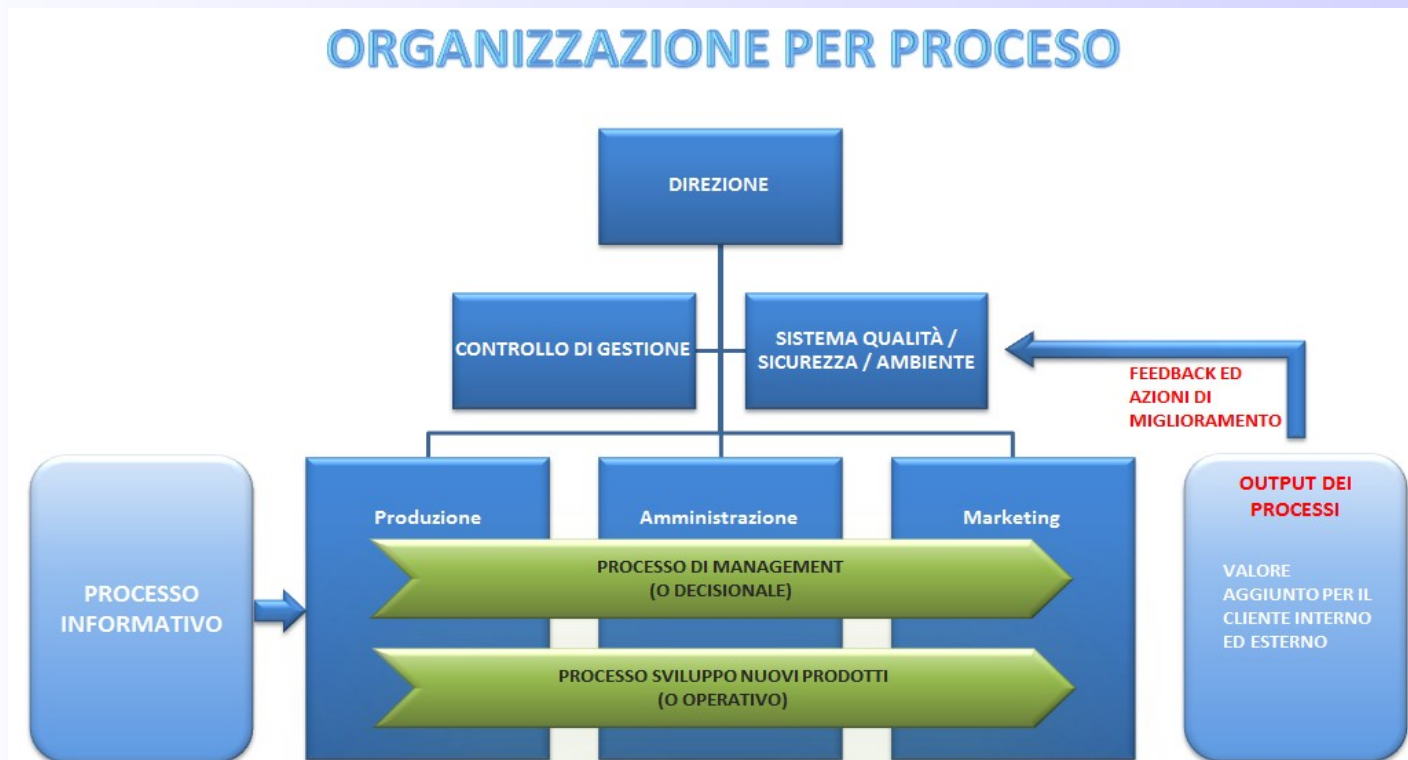 ORGANIZZAZIONE PER PROCESO
DIREZIONE
CONTROLLO DI GESTIONE
SISTEMA QUALITÀ /
SICUREZZA / AMBIENTE
FEEDBACK ED
AZIONI DI
MIGLIORAMENTO
PROCESSO
INFORMATIVO
Produzione
Amministrazione
Marketing
PROCESSO DI MANAGEMENT
(O DECISIONALE)
PROCESSO SVILUPPO NUOVI PRODOTTI
(O OPERATIVO)
OUTPUT DEI
PROCESSI
VALORE
AGGIUNTO PER IL
CLIENTE INTERNO
ED ESTERNO